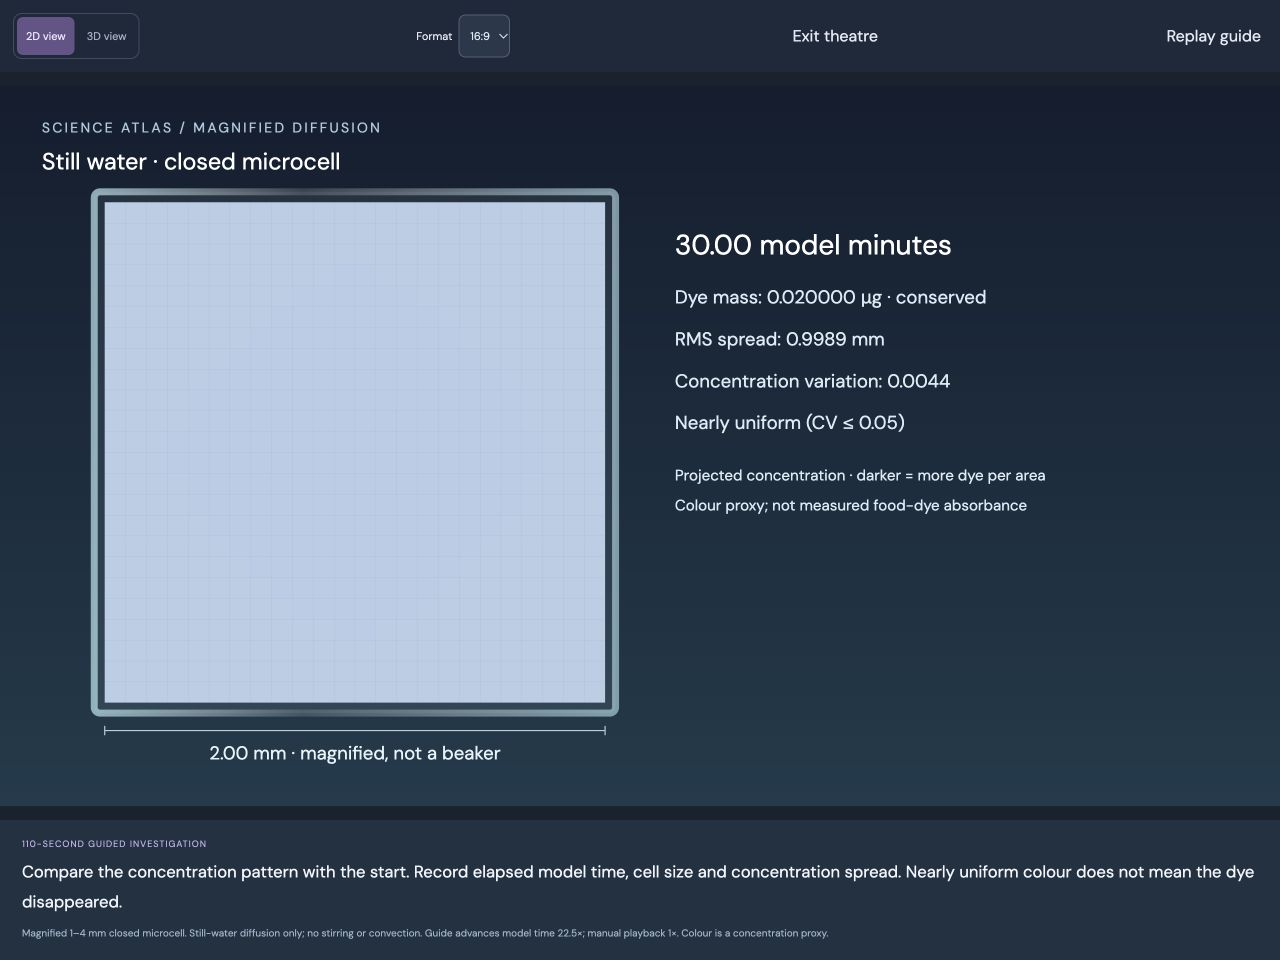 2D view
3D view
Format
16:9
Exit theatre
Replay guide
SCIENCE ATLAS / MAGNIFIED DIFFUSION
Still water · closed microcell
30.00 model minutes
Dye mass: 0.020000 µg · conserved
RMS spread: 0.9989 mm
Concentration variation: 0.0044
Nearly uniform (CV ≤ 0.05)
Projected concentration · darker = more dye per area
Colour proxy; not measured food-dye absorbance
2.00 mm · magnified, not a beaker
110-SECOND GUIDED INVESTIGATION
Compare the concentration pattern with the start. Record elapsed model time, cell size and concentration spread. Nearly uniform colour does not mean the dye
disappeared.
Magnified 1–4 mm closed microcell. Still-water diffusion only; no stirring or convection. Guide advances model time 22.5×; manual playback 1×. Colour is a concentration proxy.